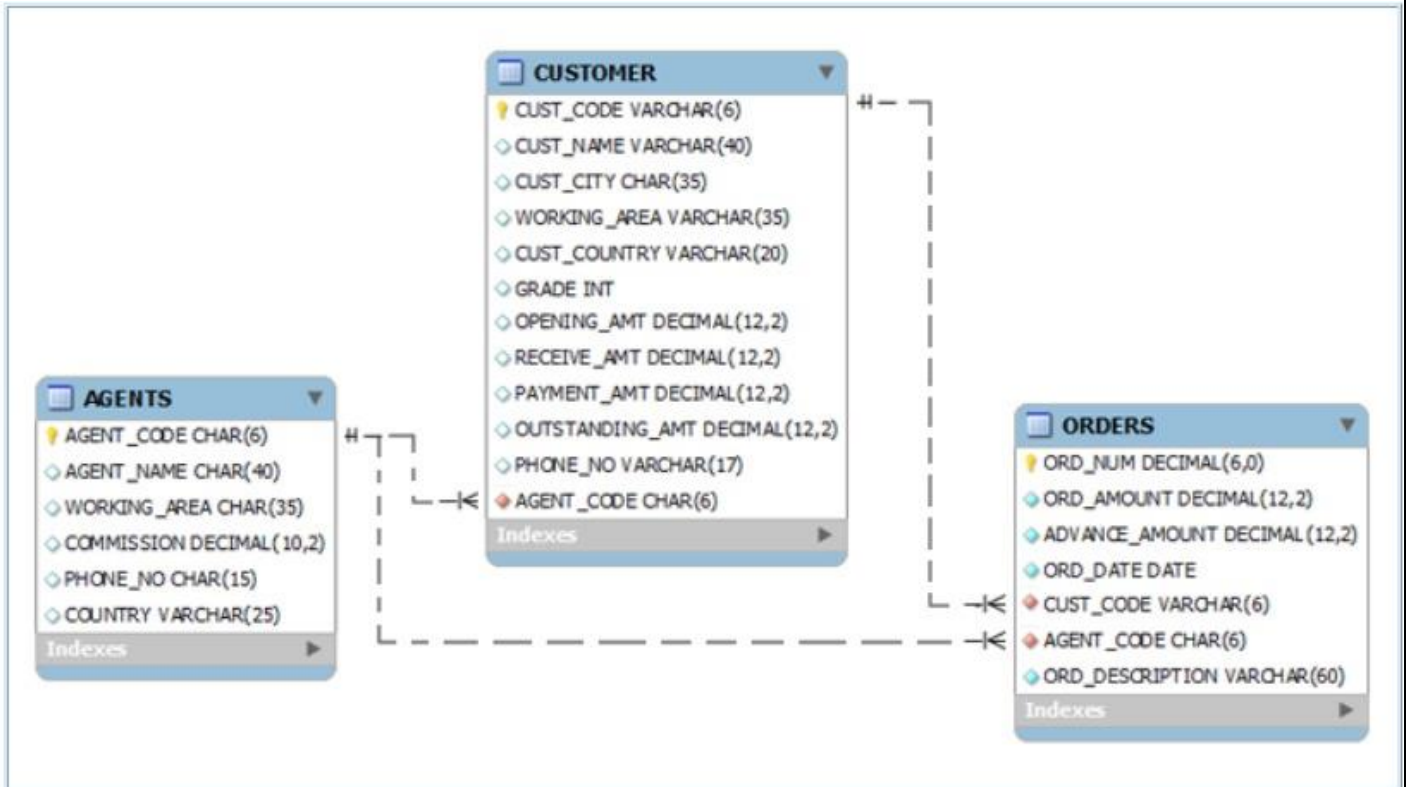 CUSTOMER
CUST_CODE VARCHAR(6)
CUST_NAME VARCHAR(40)
CUST_CITY CHAR(35)
WORKING_AREA VARCHAR(35)
CUST_COUNTRY VARCHAR(20)
GRADE INT
OPENING_AMT DECIMAL(12,2)
RECEIVE_AMT DECIMAL(12,2)
PAYMENT_AMT DECIMAL(12,2)
OUTSTANDING_AMT DECIMAL(12,2)
PHONE_NO VARCHAR(17)
AGENT_CODE CHAR(6)
Indexes
AGENTS
AGENT_CODE CHAR(6)
AGENT_NAME CHAR(40)
WORKING_AREA CHAR(35)
COMMISSION DECIMAL(10,2)
PHONE_NO CHAR(15)
COUNTRY VARCHAR(25)
Indexes
ORDERS
ORD_NUM DECIMAL(6,0)
ORD_AMOUNT DECIMAL(12,2)
ADVANCE_AMOUNT DECIMAL(12,2)
ORD_DATE DATE
CUST_CODE VARCHAR(6)
AGENT_CODE CHAR(6)
ORD_DESCRIPTION VARCHAR(60)
Indexes